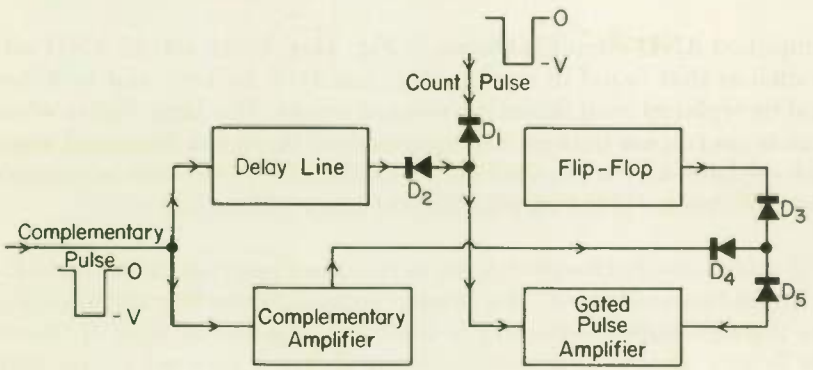 0
-V
Count Pulse
D1
Delay Line
D2
Flip-Flop
D3
Complementary
Pulse
0
-V
D4
D5
Complementary
Amplifier
Gated
Pulse
Amplifier